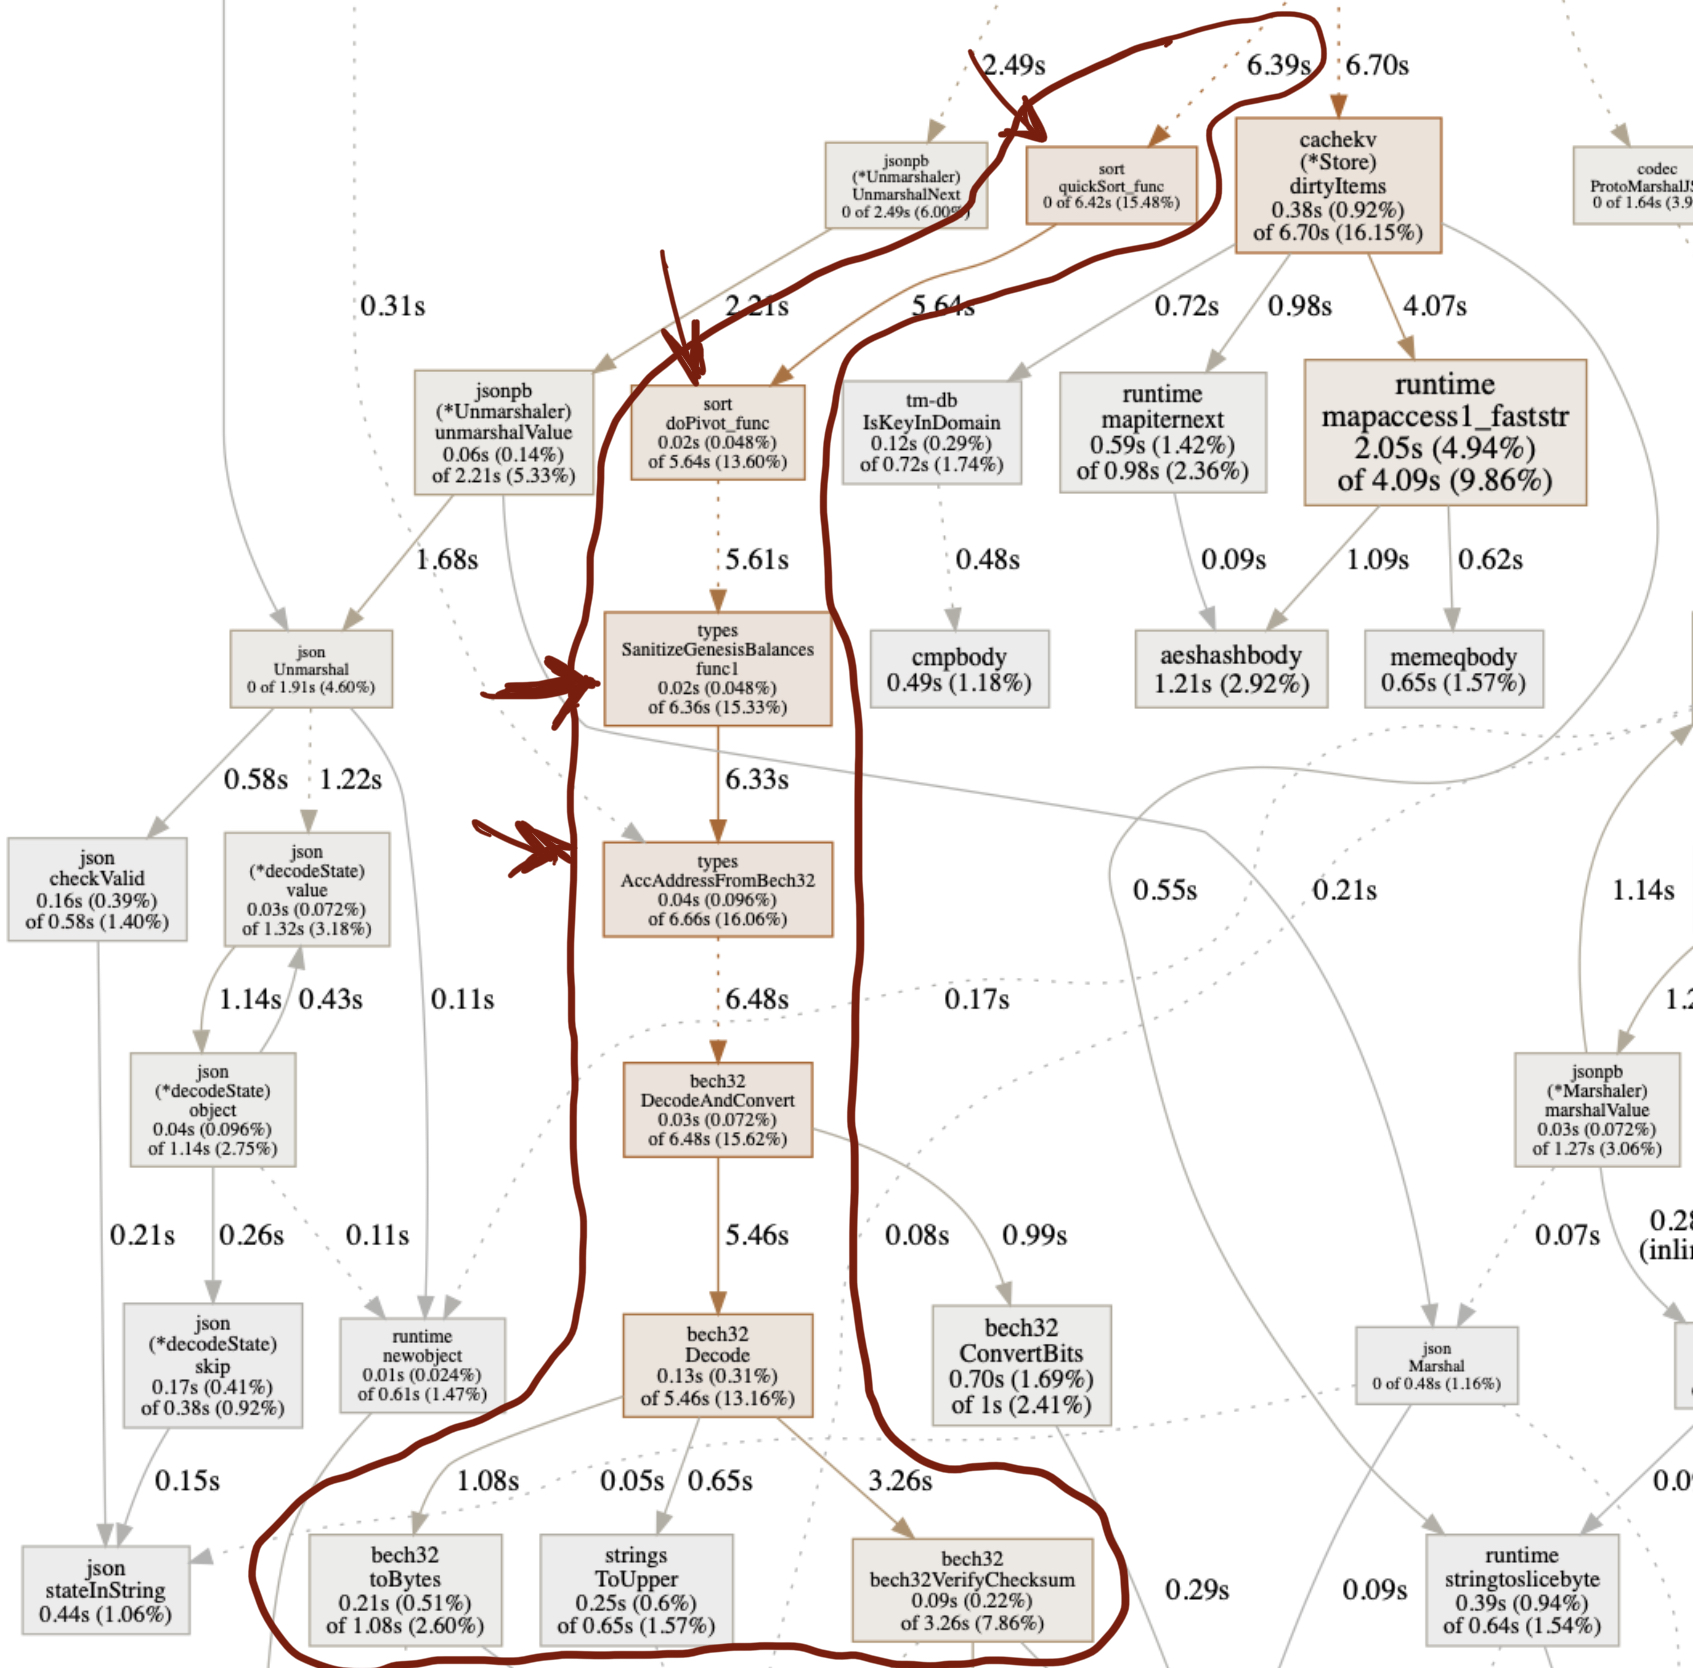 2.49s
6.39s
6.70s
jsonpb
(*Unmarshaler)
UnmarshalNext
0 of 2.49s (6.00%)
sort
quickSort_func
0 of 6.42s (15.48%)
cachekv
(*Store)
dirtyItems
0.38s (0.92%)
of 6.70s (16.15%)
codec
0 of 1.64s
0.31s
2.21s
5.64s
0.72s
0.98s
4.07s
jsonpb
(*Unmarshaler)
unmarshalValue
0.06s (0.14%)
of 2.21s (5.33%)
sort
doPivot_func
0.02s (0.048%)
of 5.64s (13.60%)
tm-db
IsKeyInDomain
0.12s (0.29%)
of 0.72s (1.74%)
runtime
mapiternext
0.59s (1.42%)
of 0.98s (2.36%)
runtime
mapaccess1_faststr
2.05s (4.94%)
of 4.09s (9.86%)
1.68s
5.61s
0.48s
0.09s
1.09s
0.62s
json
Unmarshal
0 of 1.91s (4.60%)
types
SanitizeGenesisBalances
func1
0.02s (0.048%)
of 6.36s (15.33%)
cmpbody
0.49s (1.18%)
aeshashbody
1.21s (2.92%)
memeqbody
0.65s (1.57%)
0.58s
1.22s
6.33s
json
checkValid
0.16s (0.39%)
of 0.58s (1.40%)
json
(*decodeState)
value
0.03s (0.072%)
of 1.32s (3.18%)
types
AccAddressFromBech32
0.04s (0.096%)
of 6.66s (16.06%)
0.55s
0.21s
1.14s
1.14s
0.43s
0.11s
6.48s
0.17s
json
(*decodeState)
object
0.04s (0.096%)
of 1.14s (2.75%)
bech32
DecodeAndConvert
0.03s (0.072%)
of 6.48s (15.62%)
jsonpb
(*Marshaler)
marshalValue
0.03s (0.072%)
of 1.27s (3.06%)
0.21s
0.26s
0.11s
5.46s
0.08s
0.99s
0.07s
json
(*decodeState)
skip
0.17s (0.41%)
of 0.38s (0.92%)
runtime
newobject
0.01s (0.024%)
of 0.61s (1.47%)
bech32
Decode
0.13s (0.31%)
of 5.46s (13.16%)
bech32
ConvertBits
0.70s (1.69%)
of 1s (2.41%)
json
Marshal
0 of 0.48s (1.16%)
0.15s
1.08s
0.05s
0.65s
3.26s
json
stateInString
0.44s (1.06%)
bech32
toBytes
0.21s (0.51%)
of 1.08s (2.60%)
strings
ToUpper
0.25s (0.6%)
of 0.65s (1.57%)
bech32
bech32VerifyChecksum
0.09s (0.22%)
of 3.26s (7.86%)
0.29s
0.09s
runtime
stringtoslicebyte
0.39s (0.94%)
of 0.64s (1.54%)